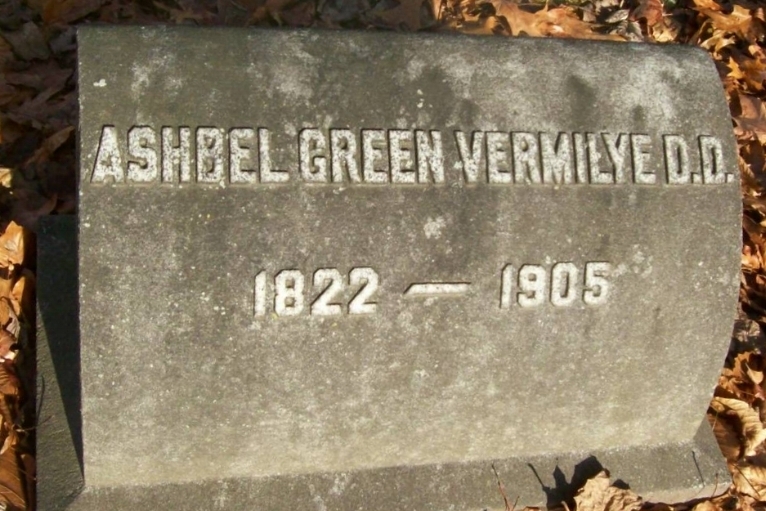 ASHBEL GREEN VERMILYE D.D.
1822 — 1905